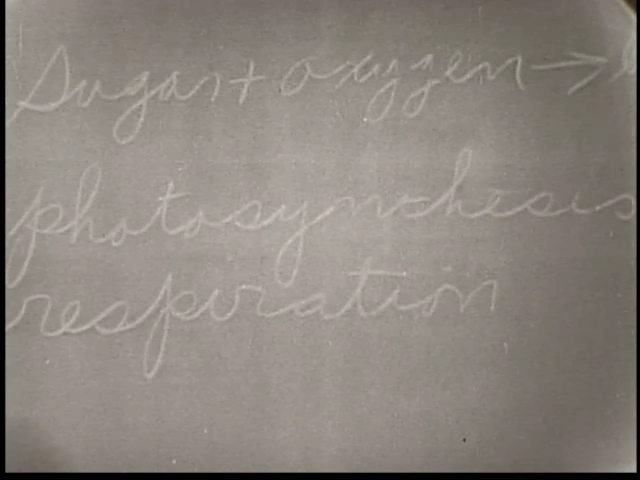 Sugar + oxygen →
photosynthesis
respiration